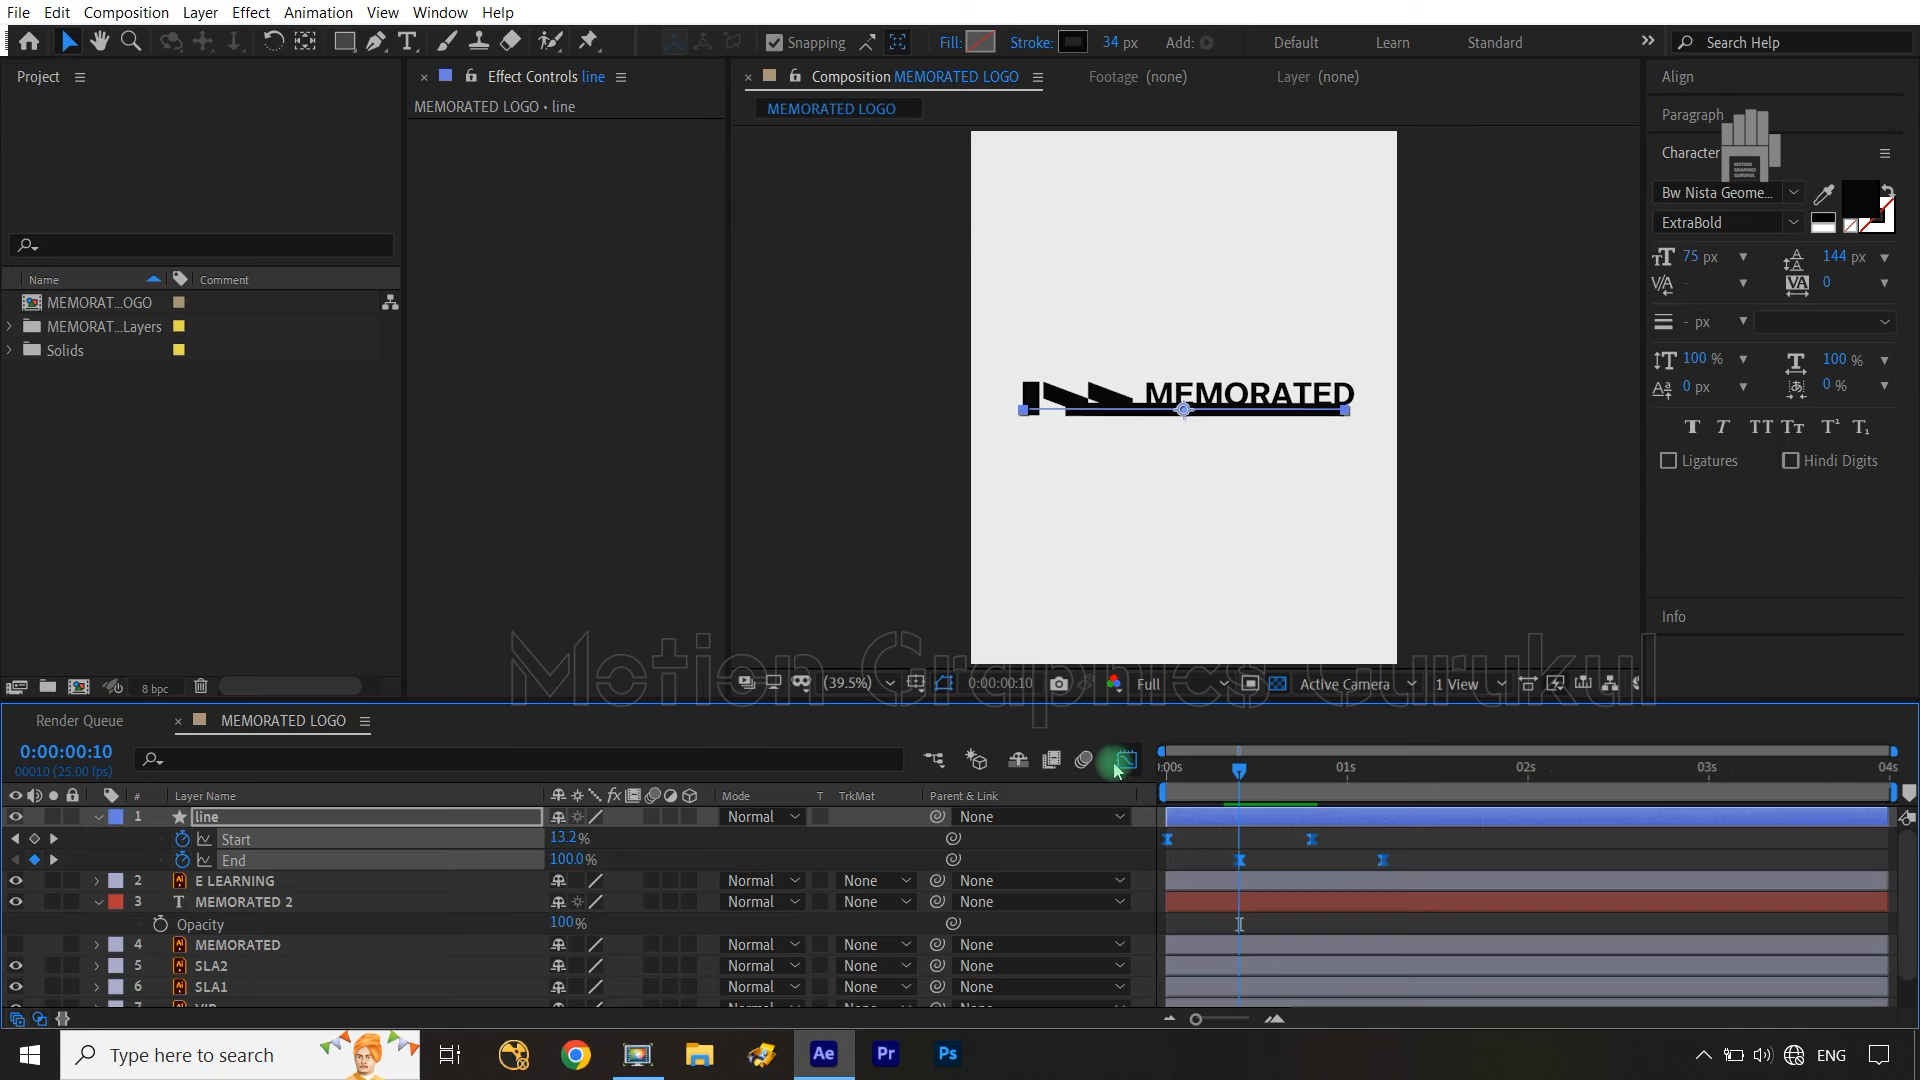 File Edit Composition Layer Effect Animation View Window Help
Snapping Fill: Stroke: 34 px Add: Default Learn Standard Search Help
Project
Effect Controls line
Composition MEMORATED LOGO
Footage (none)
Layer (none)
Align
MEMORATED LOGO • line
MEMORATED LOGO
Paragraph
Character
MOTION GRAPHICS GURUKUL
Bw Nista Geome...
ExtraBold
75 px 144 px
0
- px
100 % 100 %
0 px 0 %
Ligatures Hindi Digits
Info
Name Comment
MEMORAT...OGO
MEMORAT...Layers
Solids
MEMORATED
Motion Graphics Gurukul
8 bpc
(39.5%) 0:00:00:10 Full Active Camera 1 View
Render Queue
MEMORATED LOGO
0:00:00:10
00010 (25.00 fps)
:00s 01s 02s 03s 04s
# Layer Name Mode T TrkMat Parent & Link
1 line Normal None
Start 13.2%
End 100.0%
2 E LEARNING Normal None None
3 MEMORATED 2 Normal None None
Opacity 100%
4 MEMORATED Normal None None
5 SLA2 Normal None None
6 SLA1 Normal None None
Type here to search Ae Pr Ps ENG